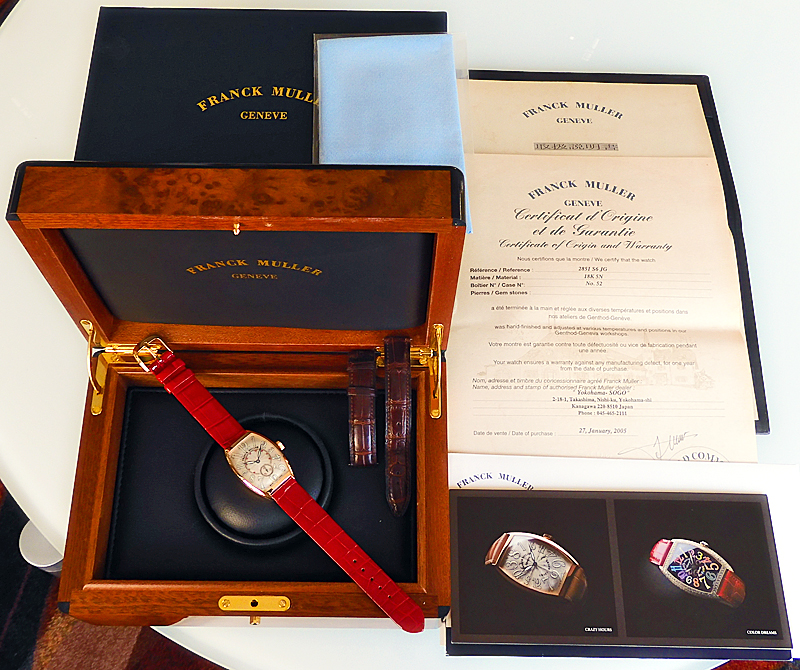 FRANCK MULLER
GENEVE
FRANCK MULLER
GENEVE
FRANCK MULLER
GENEVE
Certificat d'Origine
et de Garantie
Certificate of Origin and Warranty
Nous certifions que la montre / We certify that the watch
Référence / Reference : 2851 S6 JG
Matière / Material : 18K 5N
Boîtier N° / Case N° : No. 52
Pierres / Gem stones :
a été terminée à la main et réglée aux diverses températures et positions dans
nos ateliers de Genthod-Genève.
was hand-finished and adjusted at various temperatures and positions in our
Genthod-Geneva workshops.
Votre montre est garantie contre toute défectuosité ou vice de fabrication pendant
une année.
Your watch ensures a warranty against any manufacturing defect, for one year
from the date of purchase.
Nom, adresse et timbre du concessionnaire agréé Franck Muller :
Name, address and stamp of authorised Franck Muller dealer :
"Yokohama- SOGO"
2-18-1, Takashima, Nishi-ku, Yokohama-shi
Kanagawa 220-8510 Japan
Phone : 045-465-2111
Date de vente / Date of purchase : 27, January, 2005
FRANCK MULLER
GENEVE
FRANCK MULLER
CRAZY HOURS
COLOR DREAMS